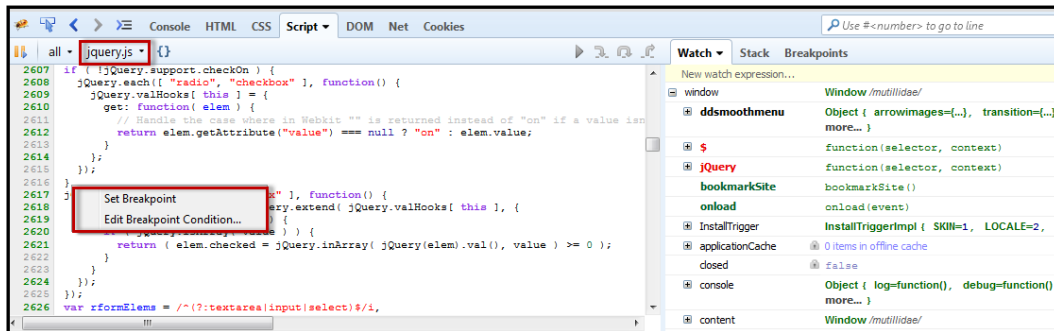 Console HTML CSS Script DOM Net Cookies
Use #<number> to go to line
all jquery.js {}
Watch Stack Breakpoints
2607 if ( !jQuery.support.checkOn ) {
2608 jQuery.each([ "radio", "checkbox" ], function() {
2609 jQuery.valHooks[ this ] = {
2610 get: function( elem ) {
2611 // Handle the case where in Webkit "" is returned instead of "on" if a value isn
2612 return elem.getAttribute("value") === null ? "on" : elem.value;
2613 }
2614 };
2615 });
2616 }
2617 j x" ], function() {
2618 ery.extend( jQuery.valHooks[ this ], {
2619 ) {
2620 if ( jQuery.isArray( value ) ) {
2621 return ( elem.checked = jQuery.inArray( jQuery(elem).val(), value ) >= 0 );
2622 }
2623 }
2624 });
2625 });
2626 var rformElems = /^(?:textarea|input|select)$/i,
Set Breakpoint
Edit Breakpoint Condition...
New watch expression...
window Window /mutillidae/
ddsmoothmenu Object { arrowimages={...}, transition={...}
more... }
$ function(selector, context)
jQuery function(selector, context)
bookmarkSite bookmarkSite()
onload onload(event)
InstallTrigger InstallTriggerImpl { SKIN=1, LOCALE=2,
applicationCache 0 items in offline cache
closed false
console Object { log=function(), debug=function()
more... }
content Window /mutillidae/